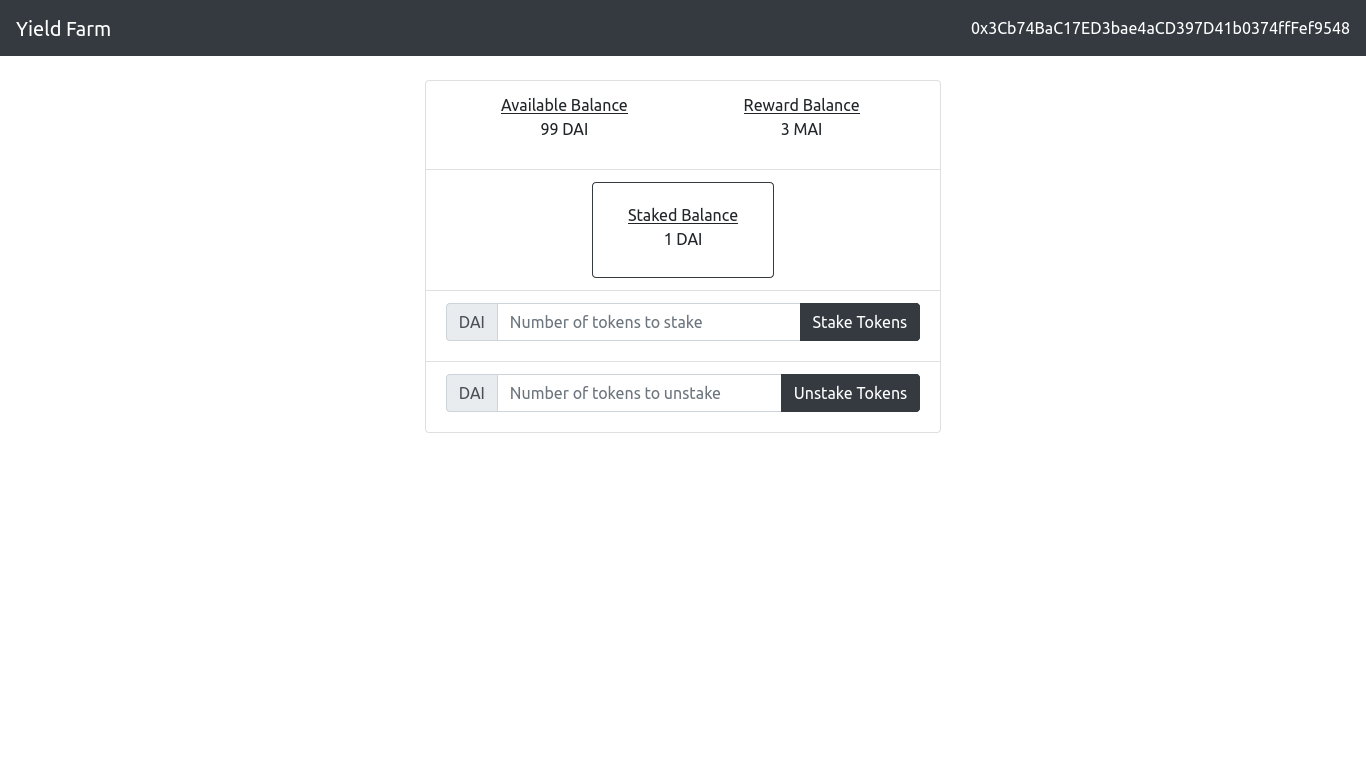 Yield Farm
0x3Cb74BaC17ED3bae4aCD397D41b0374ffFef9548
Available Balance
99 DAI
Reward Balance
3 MAI
Staked Balance
1 DAI
DAI Number of tokens to stake Stake Tokens
DAI Number of tokens to unstake Unstake Tokens